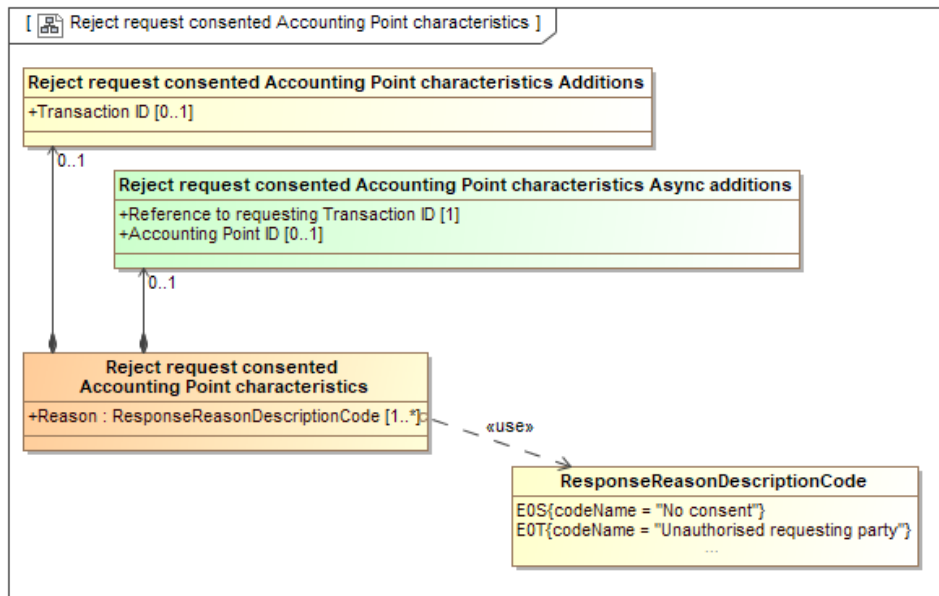 [ Reject request consented Accounting Point characteristics ]
Reject request consented Accounting Point characteristics Additions
+Transaction ID [0..1]
0..1
Reject request consented Accounting Point characteristics Async additions
+Reference to requesting Transaction ID [1]
+Accounting Point ID [0..1]
0..1
Reject request consented
Accounting Point characteristics
+Reason : ResponseReasonDescriptionCode [1..*]
«use»
ResponseReasonDescriptionCode
E0S{codeName = "No consent"}
E0T{codeName = "Unauthorised requesting party"}
...